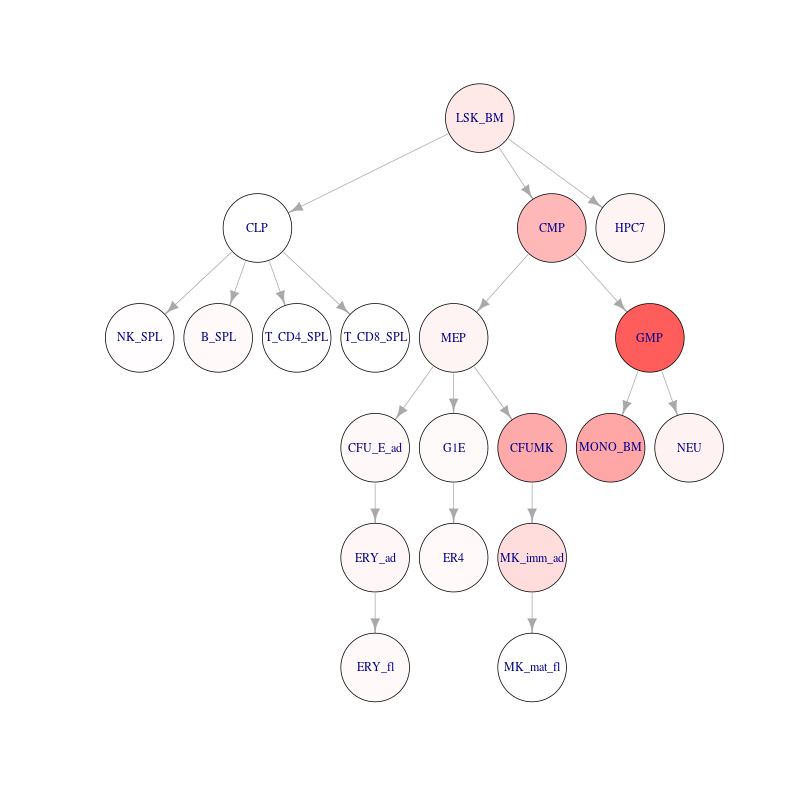 LSK_BM
CLP
CMP
HPC7
NK_SPL
B_SPL
T_CD4_SPL
T_CD8_SPL
MEP
GMP
CFU_E_ad
G1E
CFUMK
MONO_BM
NEU
ERY_ad
ER4
MK_imm_ad
ERY_fl
MK_mat_fl